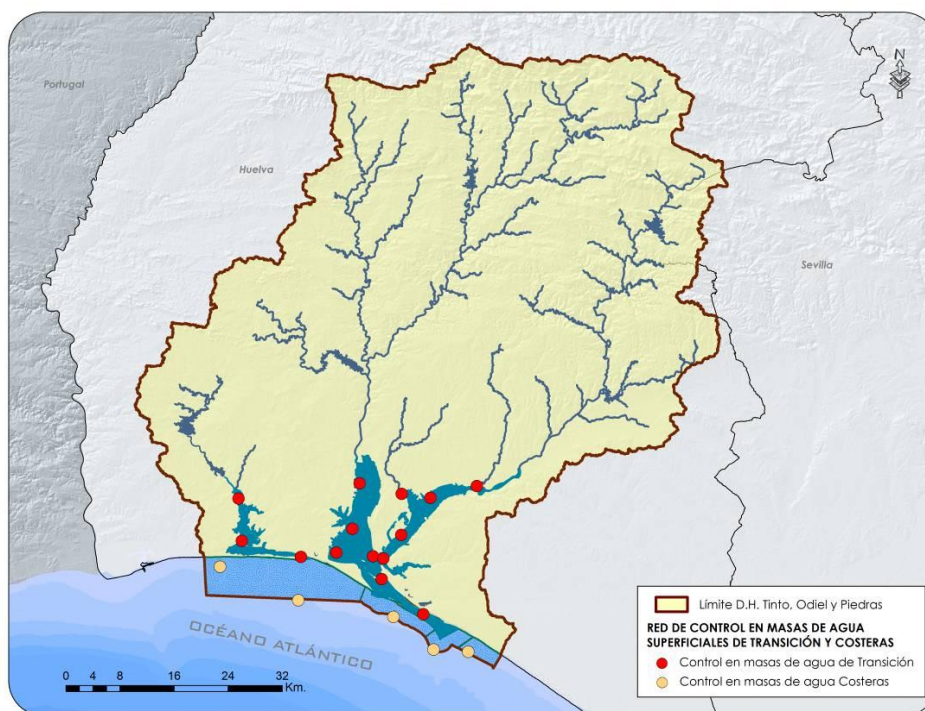 Portugal
N
Huelva
Sevilla
OCÉANO ATLÁNTICO
0 4 8 16 24 32
Km.
Límite D.H. Tinto, Odiel y Piedras
RED DE CONTROL EN MASAS DE AGUA
SUPERFICIALES DE TRANSICIÓN Y COSTERAS
Control en masas de agua de Transición
Control en masas de agua Costeras